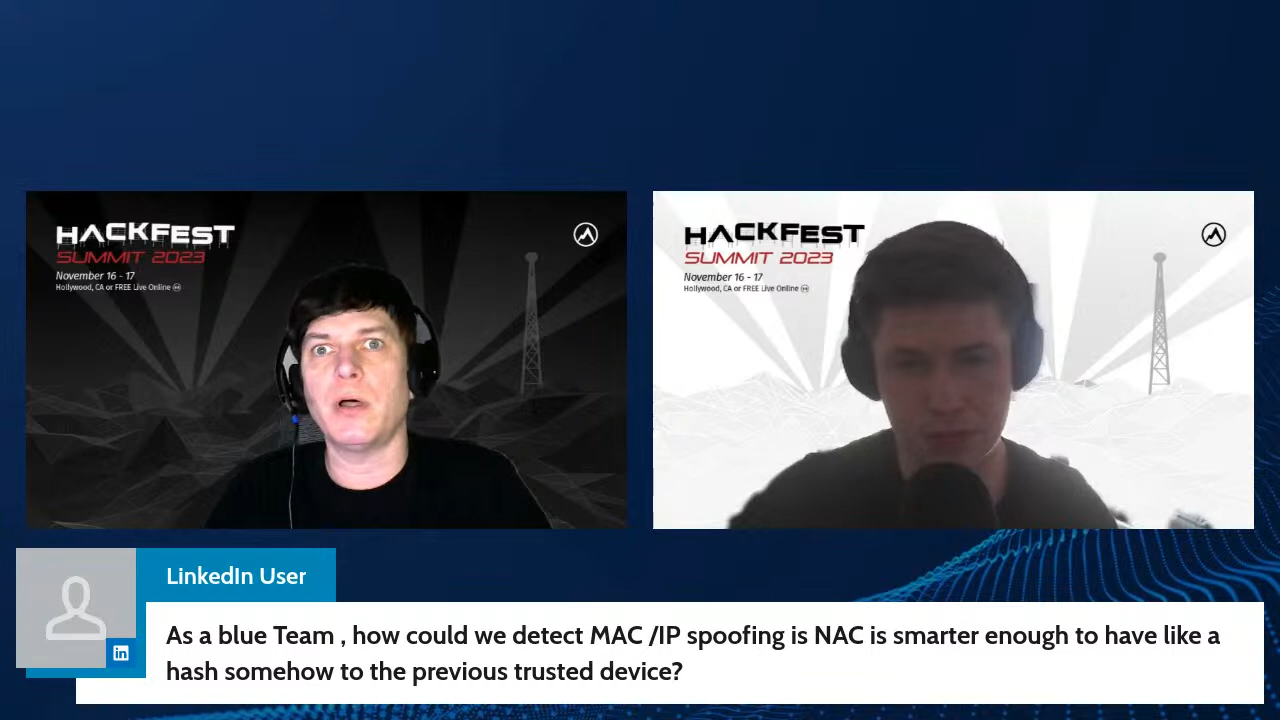 HACKFEST
SUMMIT 2023
November 16 - 17
Hollywood, CA or FREE Live Online
HACKFEST
SUMMIT 2023
November 16 - 17
Hollywood, CA or FREE Live Online
LinkedIn User
in
As a blue Team , how could we detect MAC /IP spoofing is NAC is smarter enough to have like a
hash somehow to the previous trusted device?